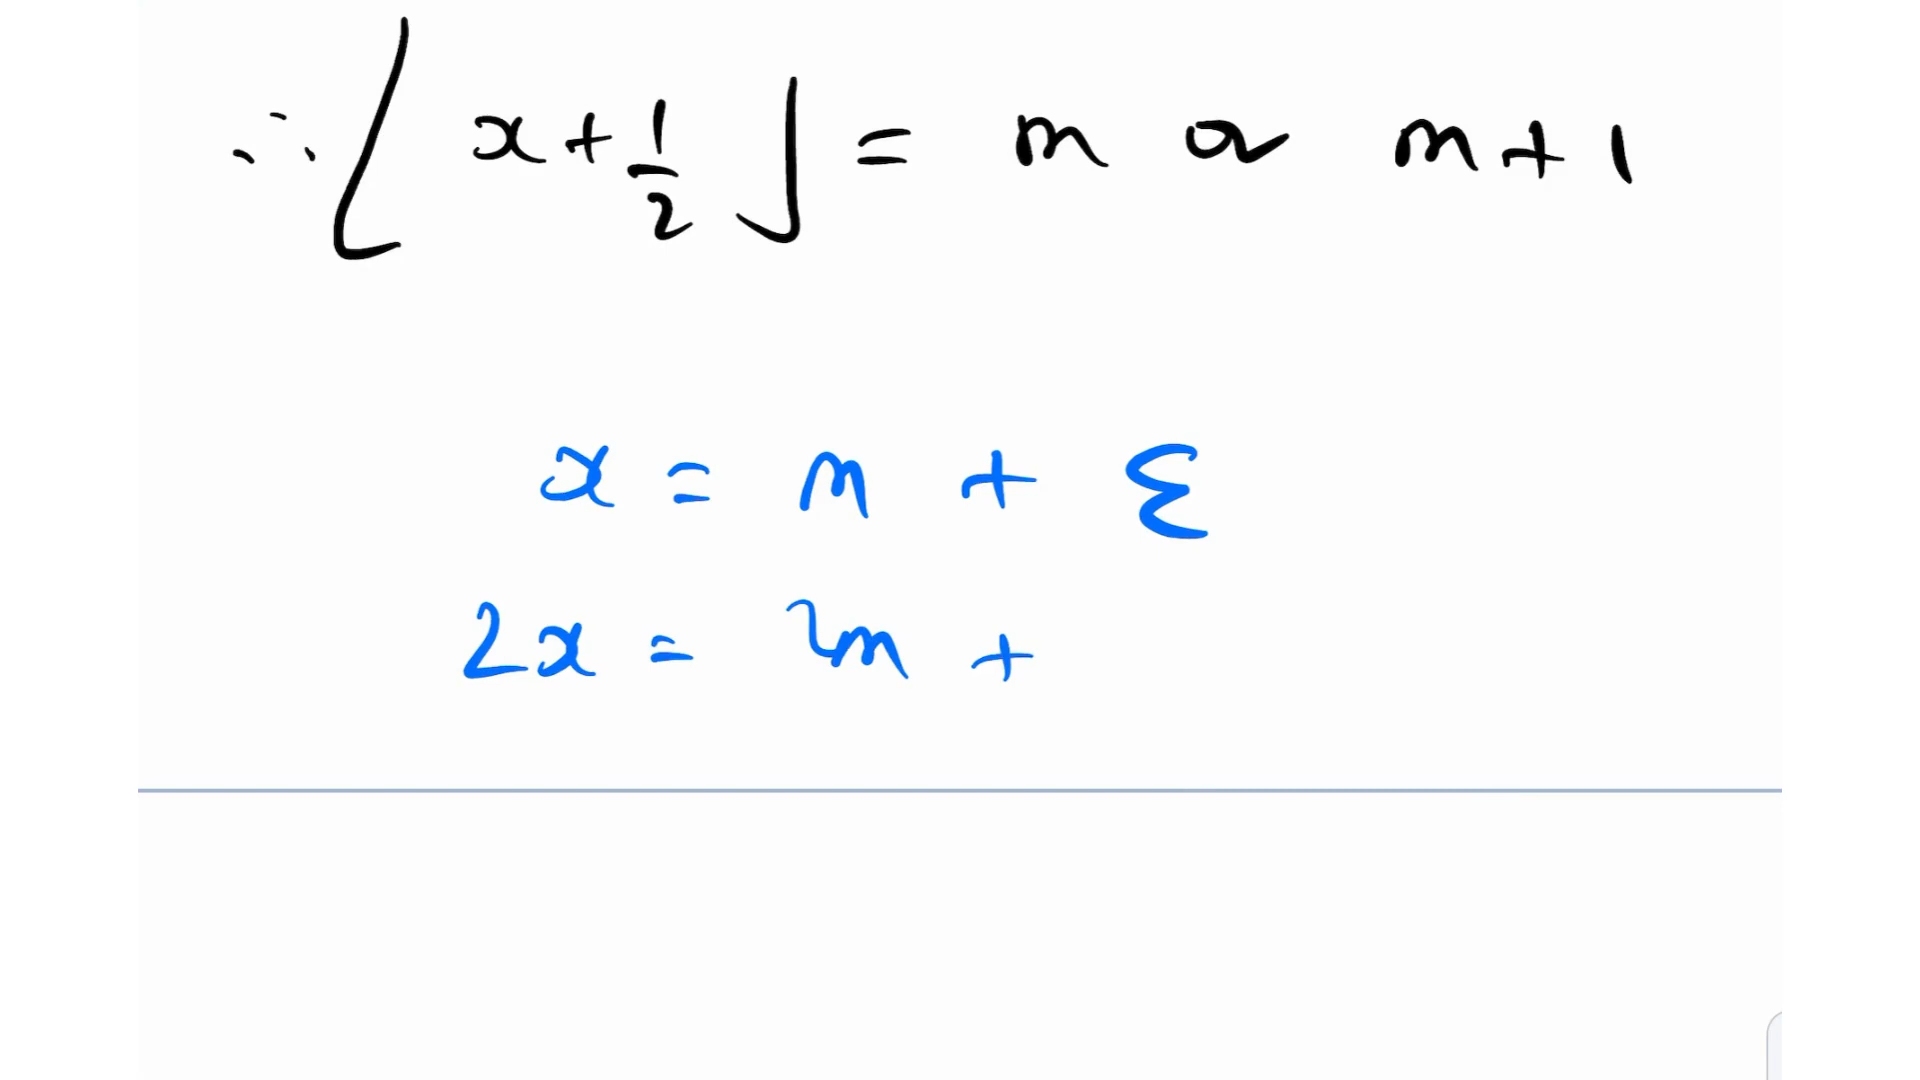 ∴ ⌊x + 1/2⌋ = m or m + 1
x = m + ε
2x = 2m +